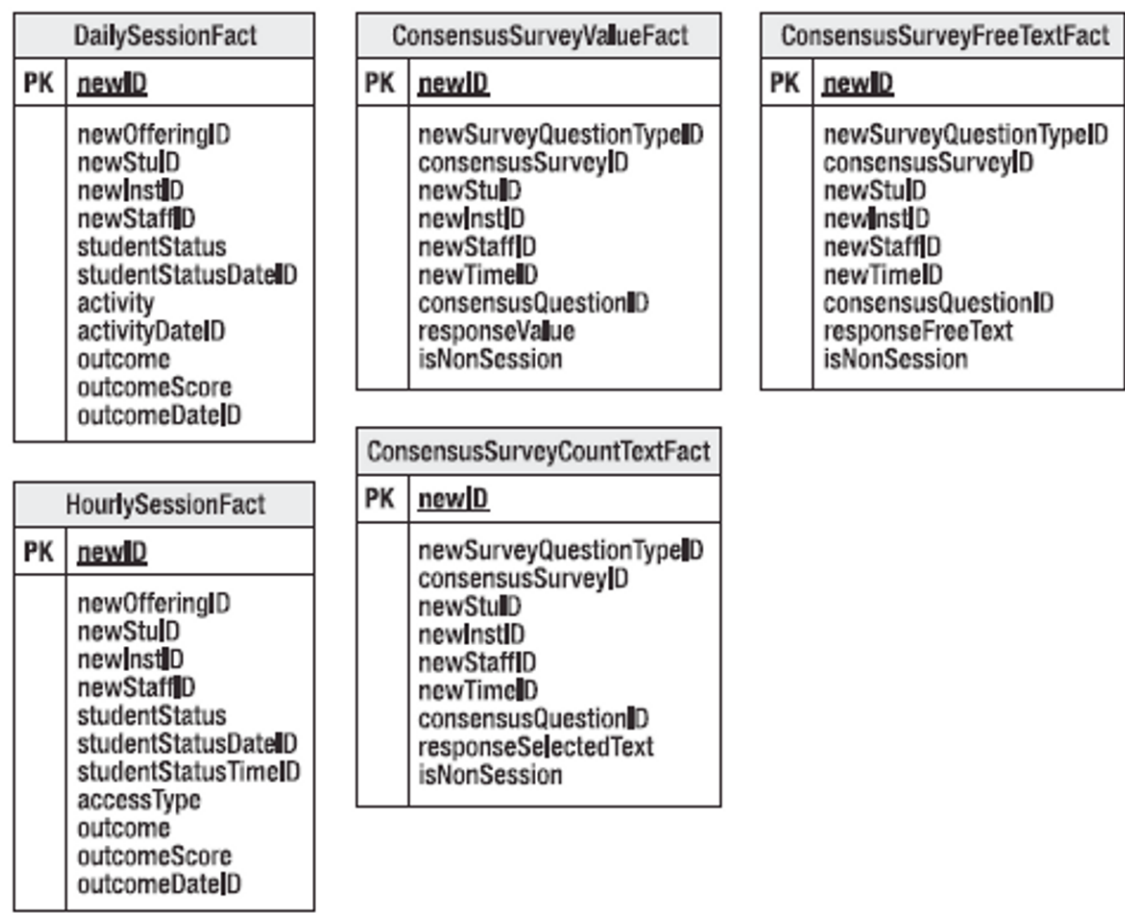 DailySessionFact
PK newID
newOfferingID
newStuID
newInstID
newStaffID
studentStatus
studentStatusDateID
activity
activityDateID
outcome
outcomeScore
outcomeDateID
HourlySessionFact
PK newID
newOfferingID
newStuID
newInstID
newStaffID
studentStatus
studentStatusDateID
studentStatusTimeID
accessType
outcome
outcomeScore
outcomeDateID
ConsensusSurveyValueFact
PK newID
newSurveyQuestionTypeID
consensusSurveyID
newStuID
newInstID
newStaffID
newTimeID
consensusQuestionID
responseValue
isNonSession
ConsensusSurveyCountTextFact
PK newID
newSurveyQuestionTypeID
consensusSurveyID
newStuID
newInstID
newStaffID
newTimeID
consensusQuestionID
responseSelectedText
isNonSession
ConsensusSurveyFreeTextFact
PK newID
newSurveyQuestionTypeID
consensusSurveyID
newStuID
newInstID
newStaffID
newTimeID
consensusQuestionID
responseFreeText
isNonSession